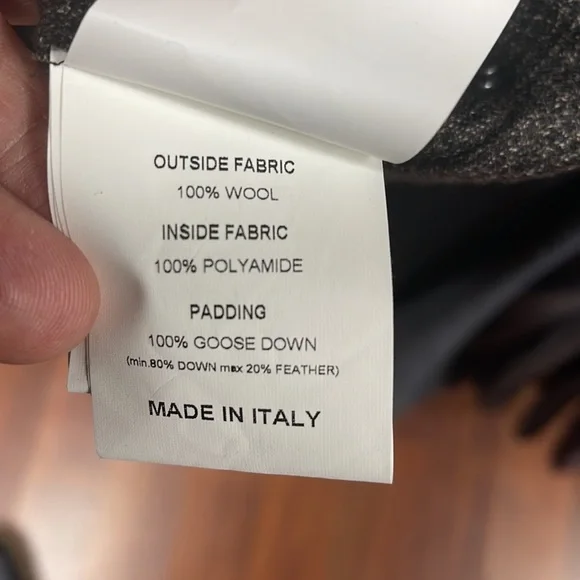 OUTSIDE FABRIC
100% WOOL
INSIDE FABRIC
100% POLYAMIDE
PADDING
100% GOOSE DOWN
(min.80% DOWN max 20% FEATHER)
MADE IN ITALY